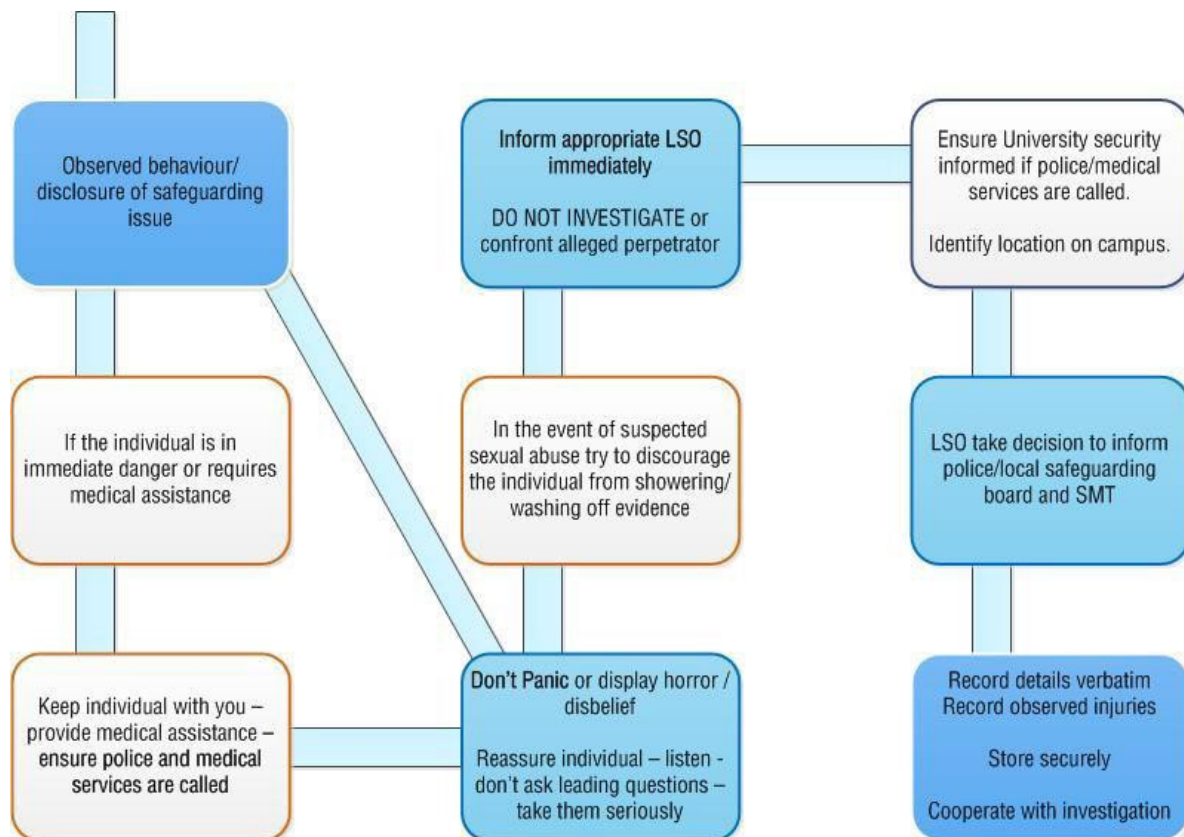 Observed behaviour/
disclosure of safeguarding
issue
If the individual is in
immediate danger or requires
medical assistance
Keep individual with you –
provide medical assistance –
ensure police and medical
services are called
Don't Panic or display horror /
disbelief
Reassure individual – listen -
don't ask leading questions –
take them seriously
In the event of suspected
sexual abuse try to discourage
the individual from showering/
washing off evidence
Inform appropriate LSO
immediately
DO NOT INVESTIGATE or
confront alleged perpetrator
Ensure University security
informed if police/medical
services are called.
Identify location on campus.
LSO take decision to inform
police/local safeguarding
board and SMT
Record details verbatim
Record observed injuries
Store securely
Cooperate with investigation